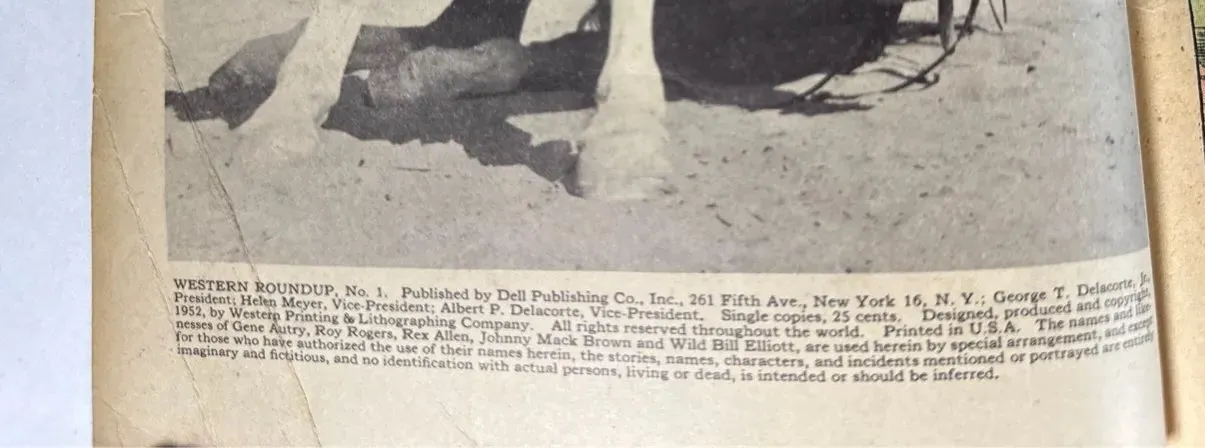 WESTERN ROUNDUP, No. 1. Published by Dell Publishing Co., Inc., 261 Fifth Ave., New York 16, N. Y.; George T. Delacorte, Jr.,
President; Helen Meyer, Vice-President; Albert P. Delacorte, Vice-President. Single copies, 25 cents. Designed, produced and copyright,
1952, by Western Printing & Lithographing Company. All rights reserved throughout the world. Printed in U.S.A. The names and like-
nesses of Gene Autry, Roy Rogers, Rex Allen, Johnny Mack Brown and Wild Bill Elliott, are used herein by special arrangement, and except
for those who have authorized the use of their names herein, the stories, names, characters, and incidents mentioned or portrayed are entirely
imaginary and fictitious, and no identification with actual persons, living or dead, is intended or should be inferred.